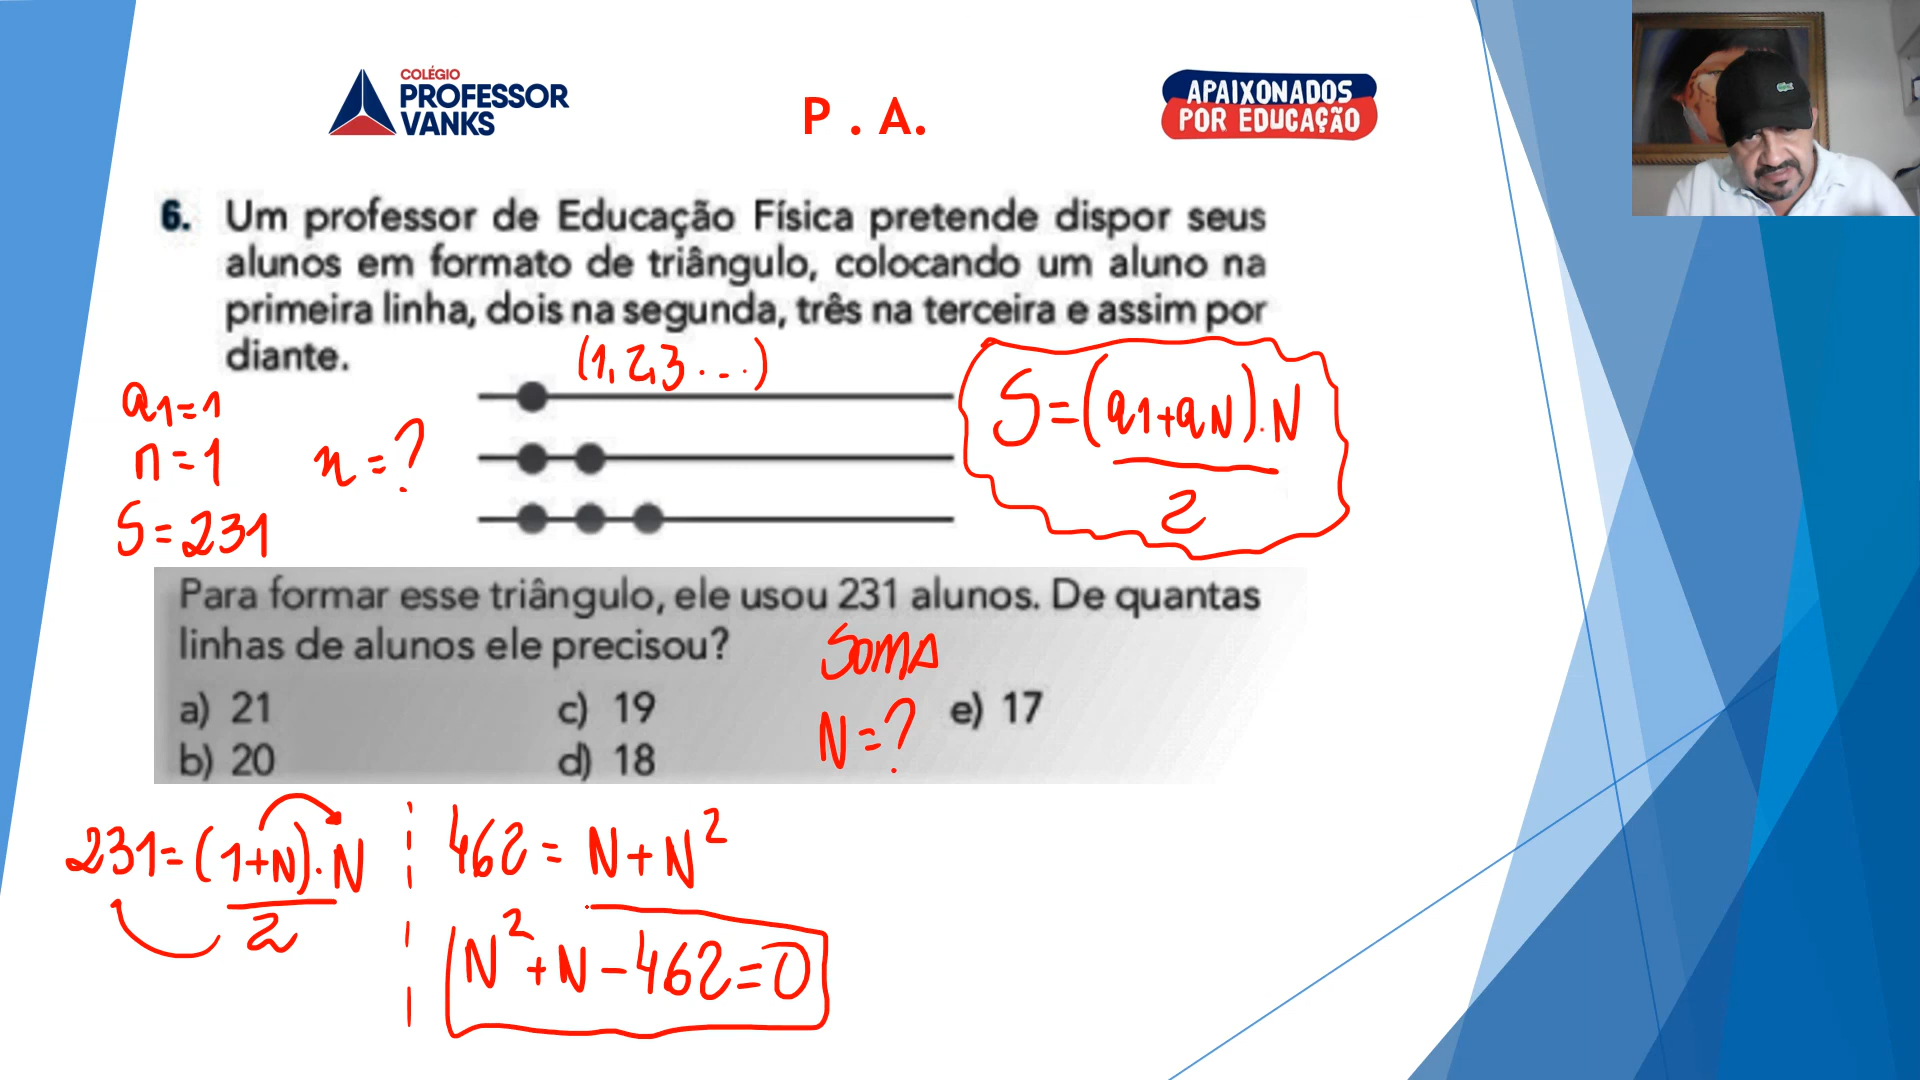 COLÉGIO
PROFESSOR
VANKS
P . A.
APAIXONADOS
POR EDUCAÇÃO
6. Um professor de Educação Física pretende dispor seus
alunos em formato de triângulo, colocando um aluno na
primeira linha, dois na segunda, três na terceira e assim por
diante.
(1,2,3...)
a1=1
n=1
n=?
S=231
S=(a1+aN).N
2
Para formar esse triângulo, ele usou 231 alunos. De quantas
linhas de alunos ele precisou?
SOMA
a) 21
c) 19
e) 17
N=?
b) 20
d) 18
231=(1+N).N
2
462=N+N²
N²+N-462=0